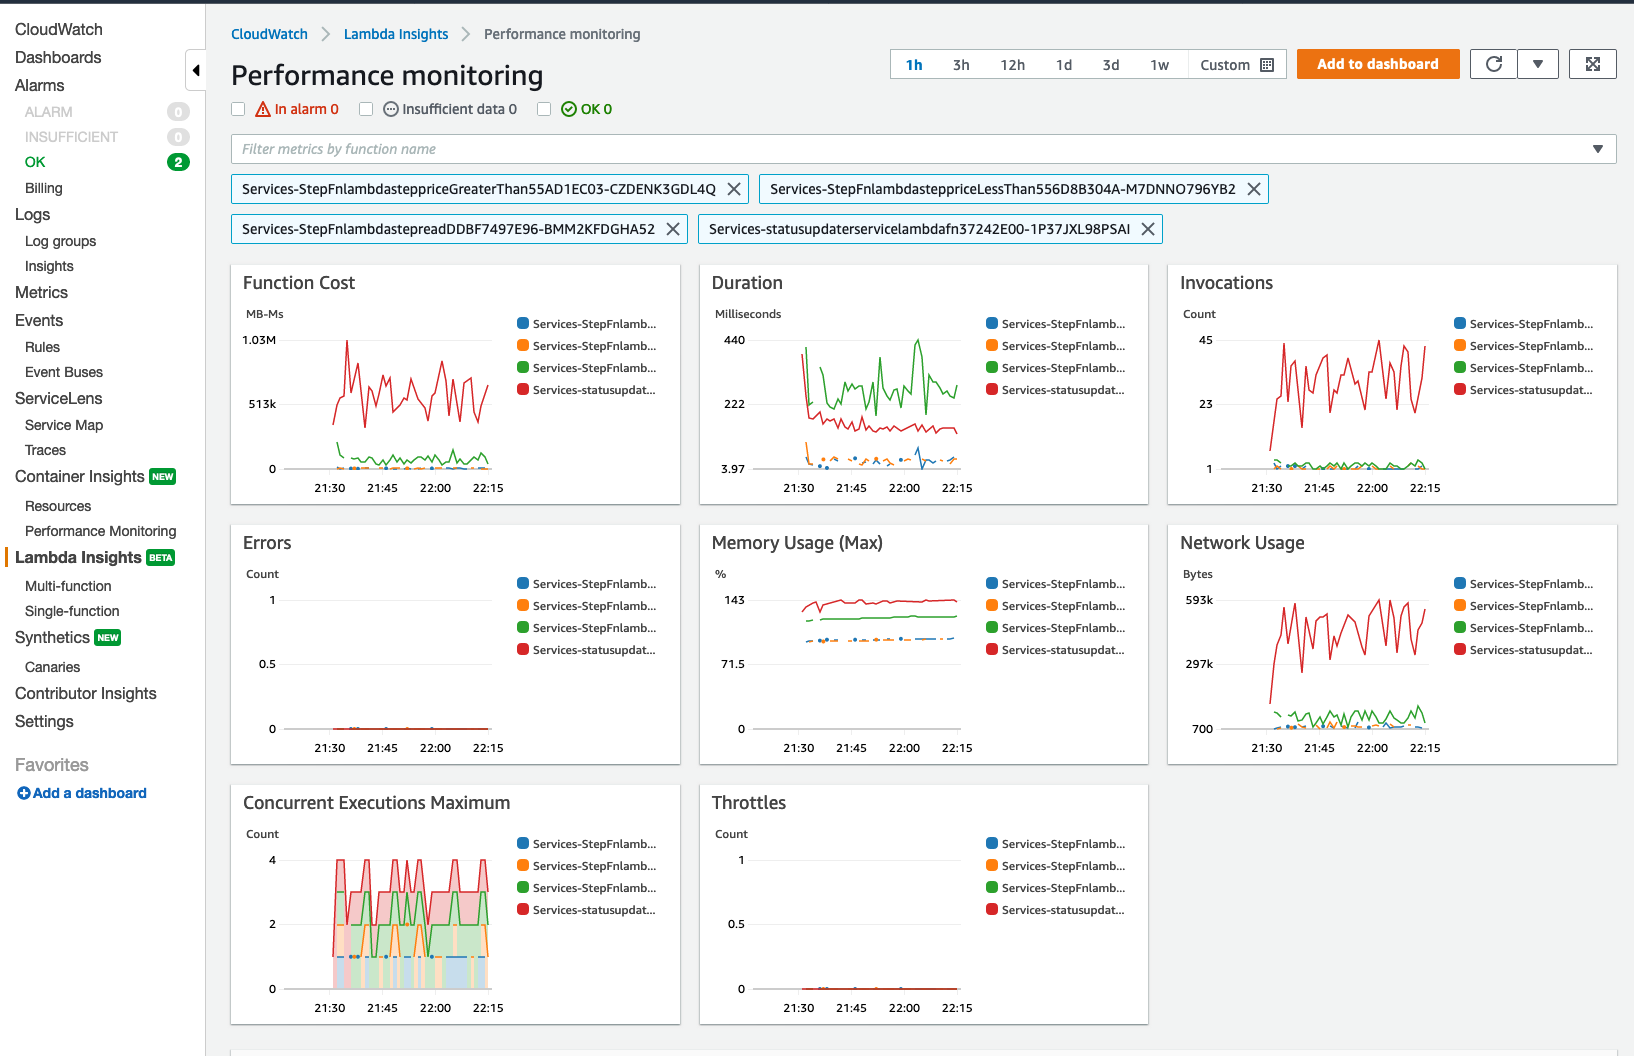 CloudWatch
Dashboards
Alarms
ALARM 0
INSUFFICIENT 0
OK 2
Billing
Logs
Log groups
Insights
Metrics
Events
Rules
Event Buses
ServiceLens
Service Map
Traces
Container Insights NEW
Resources
Performance Monitoring
Lambda Insights BETA
Multi-function
Single-function
Synthetics NEW
Canaries
Contributor Insights
Settings
Favorites
Add a dashboard
CloudWatch Lambda Insights Performance monitoring
Performance monitoring
1h 3h 12h 1d 3d 1w Custom
Add to dashboard
In alarm 0 Insufficient data 0 OK 0
Filter metrics by function name
Services-StepFnlambdasteppriceGreaterThan55AD1EC03-CZDENK3GDL4Q
Services-StepFnlambdasteppriceLessThan556D8B304A-M7DNNO796YB2
Services-StepFnlambdastepreadDDBF7497E96-BMM2KFDGHA52
Services-statusupdaterservicelambdafn37242E00-1P37JXL98PSAI
Function Cost
MB-Ms
1.03M
513k
0
21:30 21:45 22:00 22:15
Services-StepFnlamb...
Services-StepFnlamb...
Services-StepFnlamb...
Services-statusupdat...
Duration
Milliseconds
440
222
3.97
21:30 21:45 22:00 22:15
Services-StepFnlamb...
Services-StepFnlamb...
Services-StepFnlamb...
Services-statusupdat...
Invocations
Count
45
23
1
21:30 21:45 22:00 22:15
Services-StepFnlamb...
Services-StepFnlamb...
Services-StepFnlamb...
Services-statusupdat...
Errors
Count
1
0.5
0
21:30 21:45 22:00 22:15
Services-StepFnlamb...
Services-StepFnlamb...
Services-StepFnlamb...
Services-statusupdat...
Memory Usage (Max)
%
143
71.5
0
21:30 21:45 22:00 22:15
Services-StepFnlamb...
Services-StepFnlamb...
Services-StepFnlamb...
Services-statusupdat...
Network Usage
Bytes
593k
297k
700
21:30 21:45 22:00 22:15
Services-StepFnlamb...
Services-StepFnlamb...
Services-StepFnlamb...
Services-statusupdat...
Concurrent Executions Maximum
Count
4
2
0
21:30 21:45 22:00 22:15
Services-StepFnlamb...
Services-StepFnlamb...
Services-StepFnlamb...
Services-statusupdat...
Throttles
Count
1
0.5
0
21:30 21:45 22:00 22:15
Services-StepFnlamb...
Services-StepFnlamb...
Services-StepFnlamb...
Services-statusupdat...